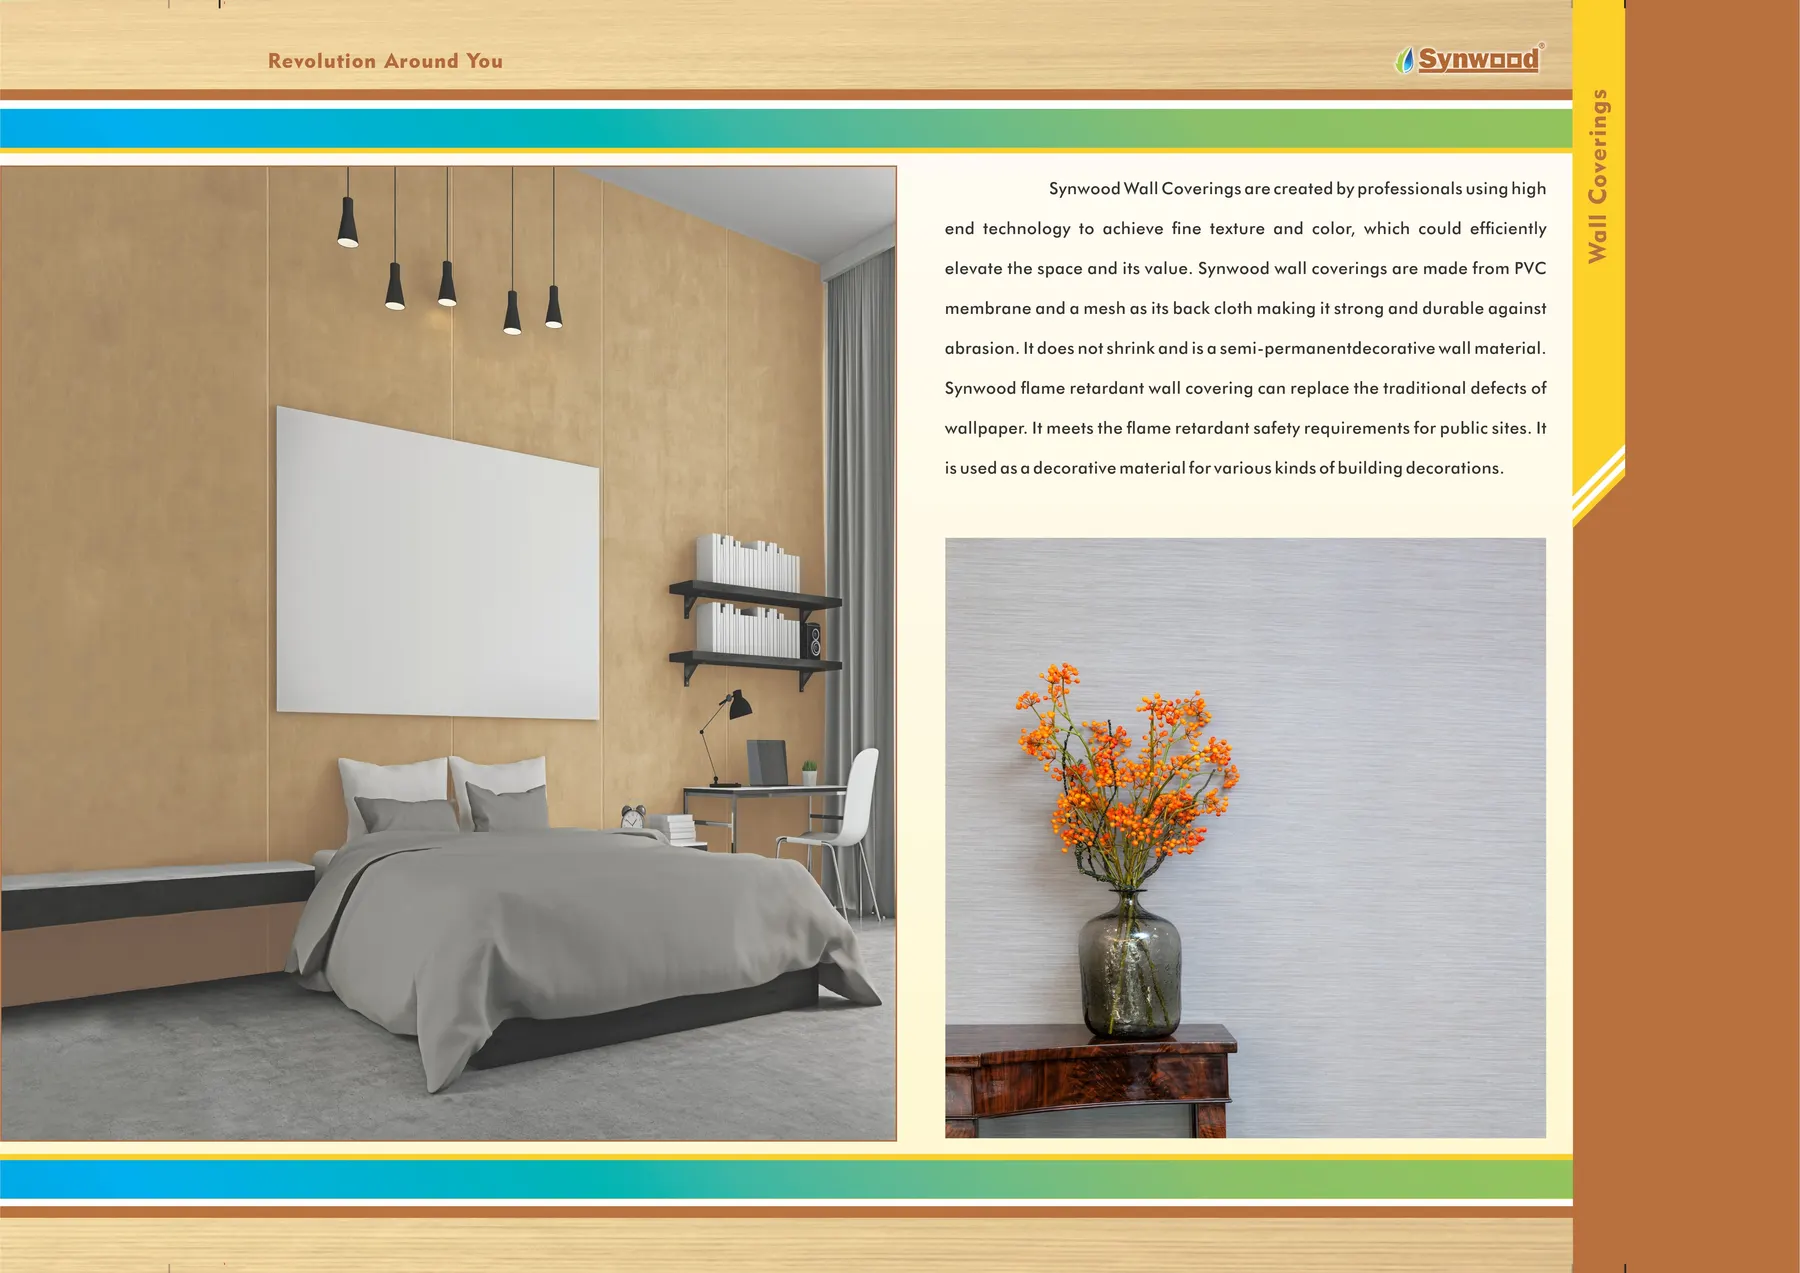 Revolution Around You
Synwood®
Wall Coverings
Synwood Wall Coverings are created by professionals using high
end technology to achieve fine texture and color, which could efficiently
elevate the space and its value. Synwood wall coverings are made from PVC
membrane and a mesh as its back cloth making it strong and durable against
abrasion. It does not shrink and is a semi-permanentdecorative wall material.
Synwood flame retardant wall covering can replace the traditional defects of
wallpaper. It meets the flame retardant safety requirements for public sites. It
is used as a decorative material for various kinds of building decorations.